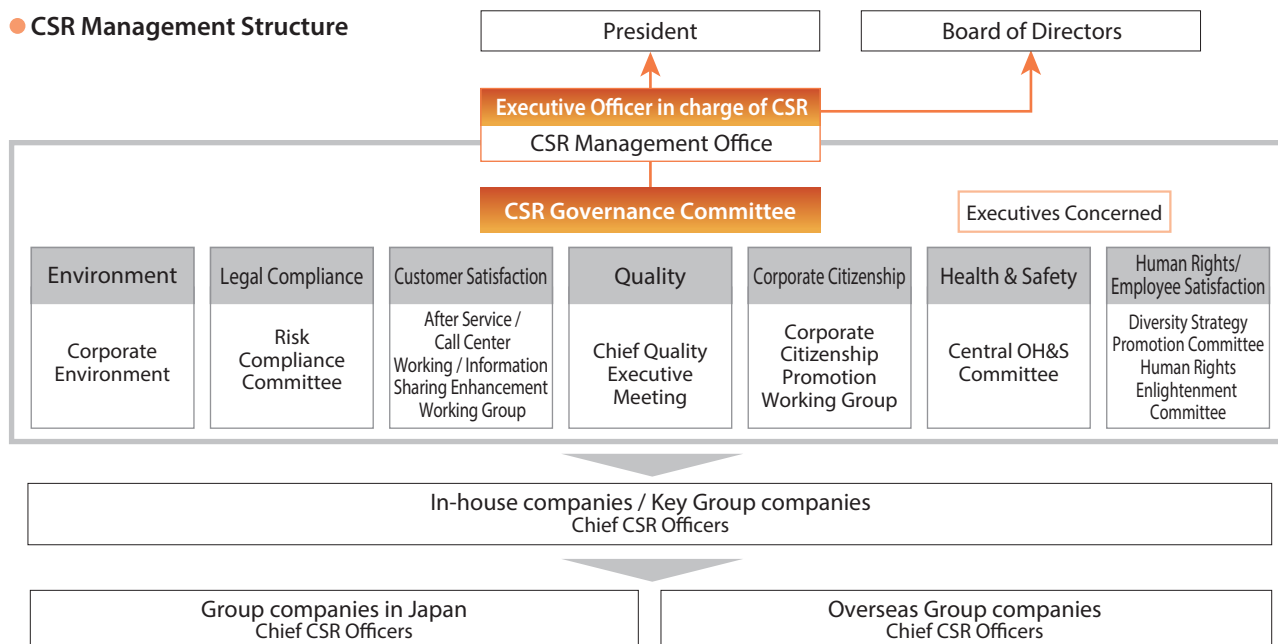 CSR Management Structure
President
Board of Directors
Executive Officer in charge of CSR
CSR Management Office
CSR Governance Committee
Executives Concerned
Environment
Corporate
Environment
Legal Compliance
Risk
Compliance
Committee
Customer Satisfaction
After Service /
Call Center
Working / Information
Sharing Enhancement
Working Group
Quality
Chief Quality
Executive
Meeting
Corporate Citizenship
Corporate
Citizenship
Promotion
Working Group
Health & Safety
Central OH&S
Committee
Human Rights/
Employee Satisfaction
Diversity Strategy
Promotion Committee
Human Rights
Enlightenment
Committee
In-house companies / Key Group companies
Chief CSR Officers
Group companies in Japan
Chief CSR Officers
Overseas Group companies
Chief CSR Officers